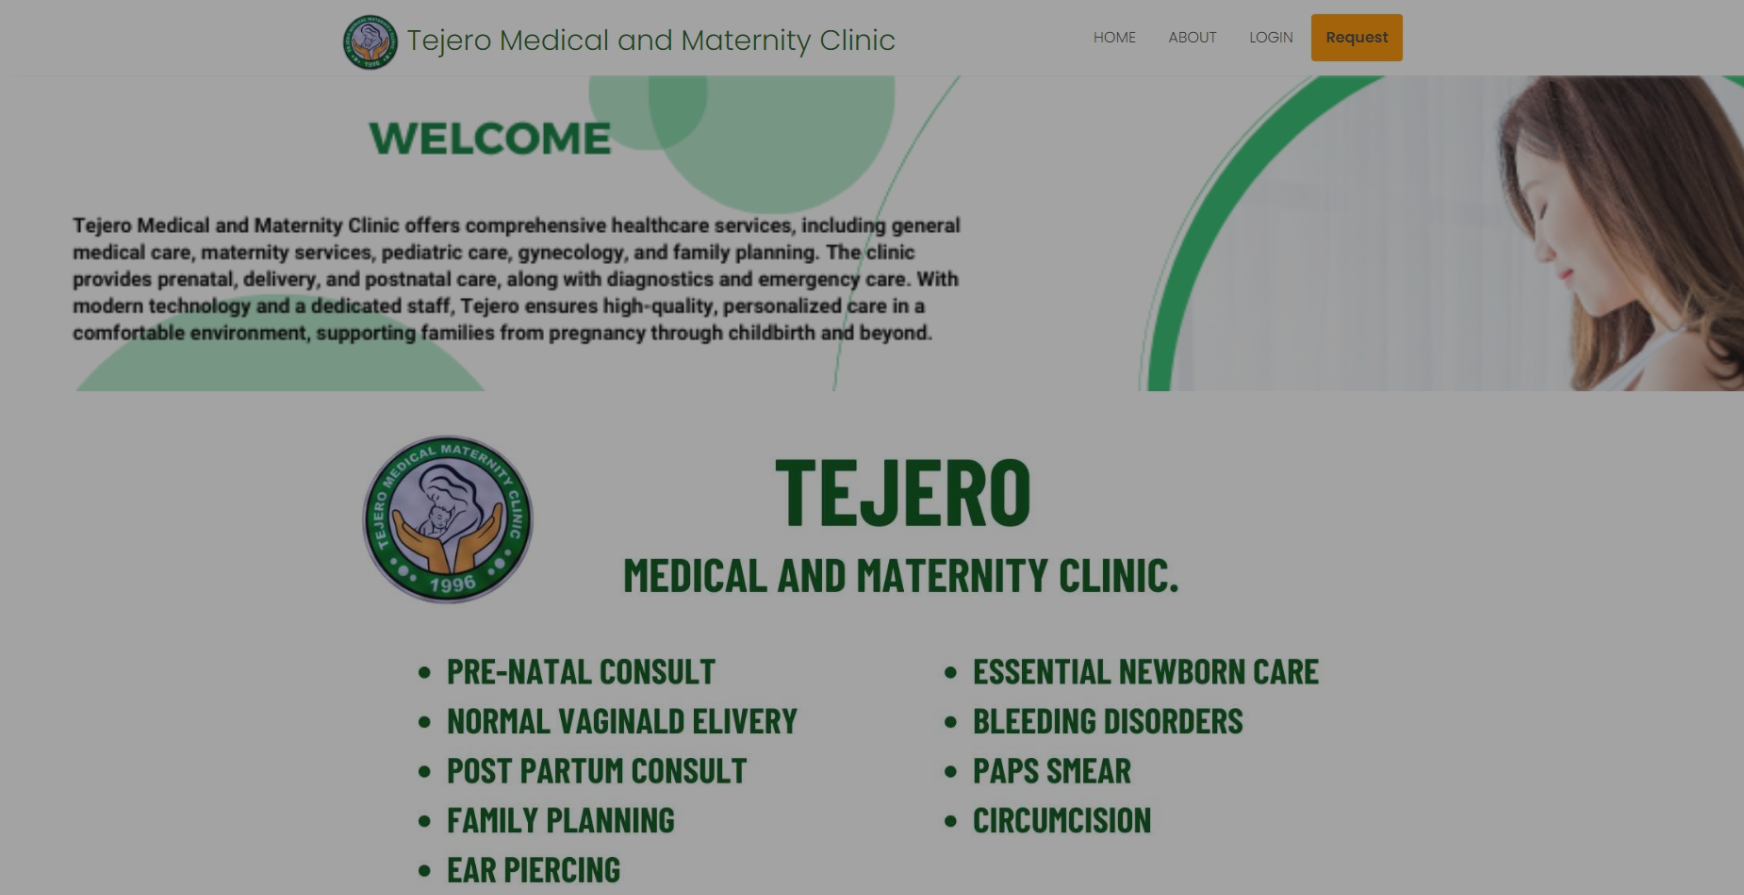 Tejero Medical and Maternity Clinic
HOME
ABOUT
LOGIN
Request
WELCOME
Tejero Medical and Maternity Clinic offers comprehensive healthcare services, including general
medical care, maternity services, pediatric care, gynecology, and family planning. The clinic
provides prenatal, delivery, and postnatal care, along with diagnostics and emergency care. With
modern technology and a dedicated staff, Tejero ensures high-quality, personalized care in a
comfortable environment, supporting families from pregnancy through childbirth and beyond.
TEJERO MEDICAL MATERNITY CLINIC
1996
TEJERO
MEDICAL AND MATERNITY CLINIC.
• PRE-NATAL CONSULT
• NORMAL VAGINALD ELIVERY
• POST PARTUM CONSULT
• FAMILY PLANNING
• EAR PIERCING
• ESSENTIAL NEWBORN CARE
• BLEEDING DISORDERS
• PAPS SMEAR
• CIRCUMCISION